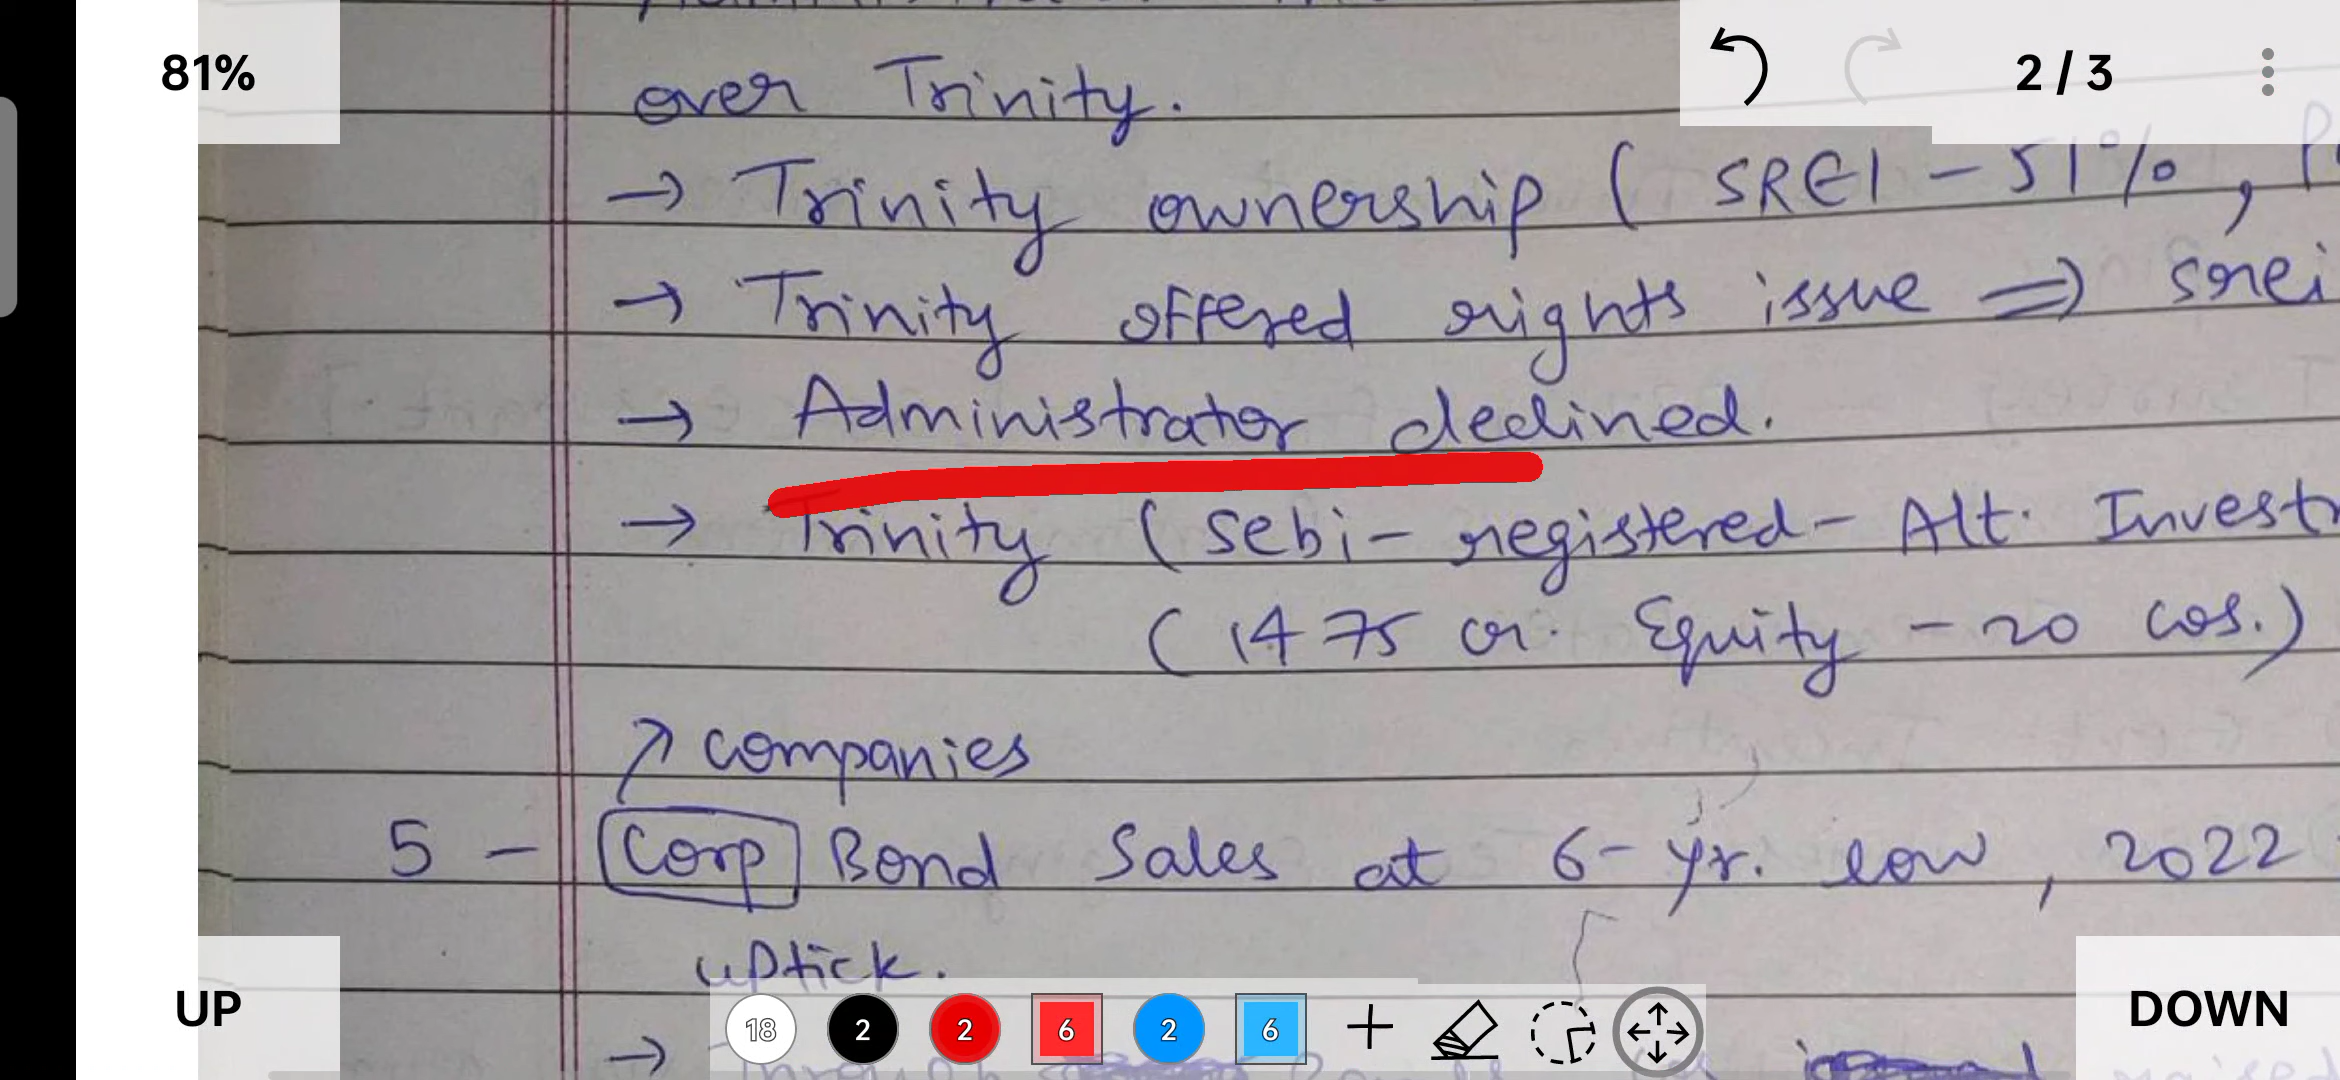 81%
2 / 3
over Trinity.
→ Trinity ownership ( SREI - 51%,
→ Trinity offered rights issue ⇒ srei
→ Administrator declined.
→ Trinity ( Sebi - registered - Alt. Invest
( 1475 cr. Equity - 20 cos.)
↗ companies
5 - Corp Bond Sales at 6-yr. low, 2022
uptick.
UP
18 2 2 6 2 6
DOWN
→ Through